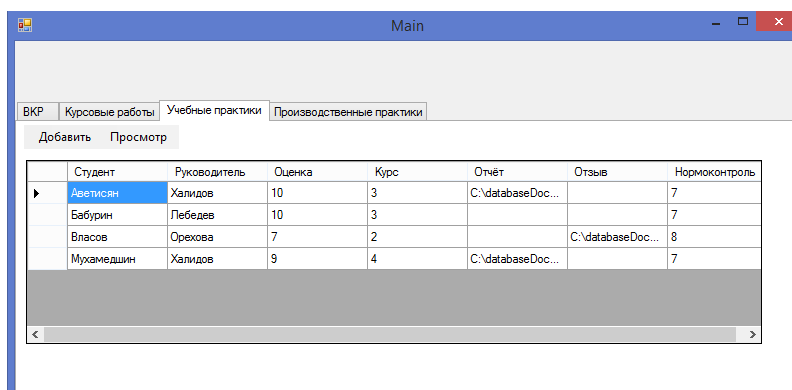 Main
ВКР Курсовые работы Учебные практики Производственные практики
Добавить Просмотр
Студент Руководитель Оценка Курс Отчёт Отзыв Нормоконтроль
Аветисян Халидов 10 3 C:\databaseDoc... 7
Бабурин Лебедев 10 3 7
Власов Орехова 7 2 C:\databaseDoc... 8
Мухамедшин Халидов 9 4 C:\databaseDoc... 7